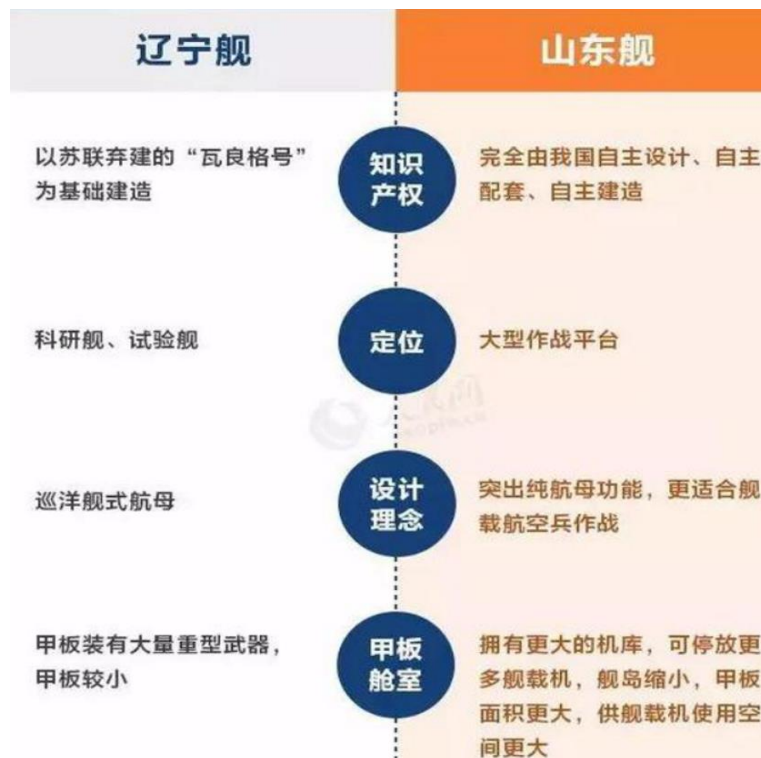 辽宁舰
山东舰
以苏联弃建的“瓦良格号”
为基础建造
知识
产权
完全由我国自主设计、自主
配套、自主建造
科研舰、试验舰
定位
大型作战平台
人民网
巡洋舰式航母
设计
理念
突出纯航母功能，更适合舰
载航空兵作战
甲板装有大量重型武器，
甲板较小
甲板
舱室
拥有更大的机库，可停放更
多舰载机，舰岛缩小，甲板
面积更大，供舰载机使用空
间更大